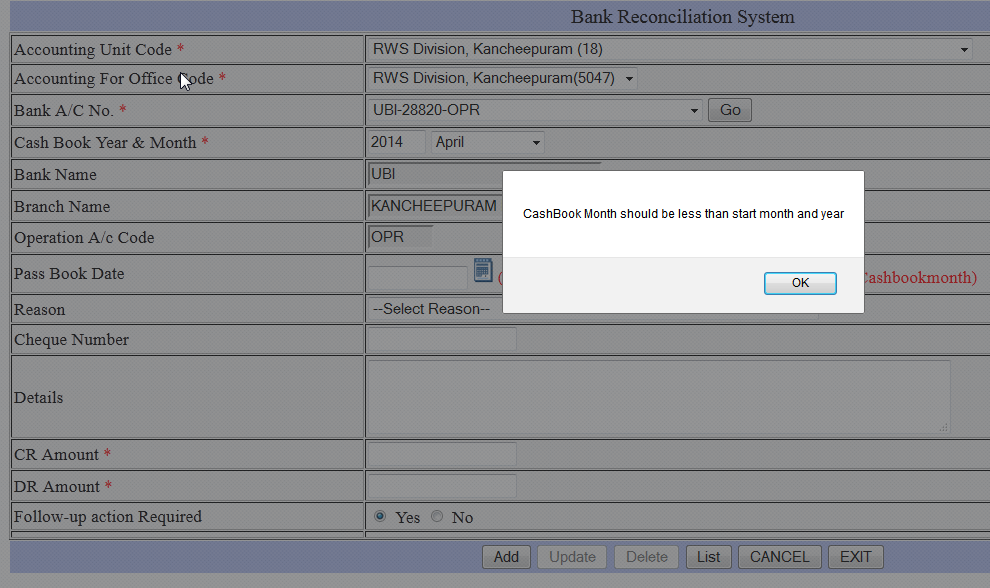 Bank Reconciliation System
Accounting Unit Code * RWS Division, Kancheepuram (18)
Accounting For Office Code * RWS Division, Kancheepuram(5047)
Bank A/C No. * UBI-28820-OPR Go
Cash Book Year & Month * 2014 April
Bank Name UBI
Branch Name KANCHEEPURAM
CashBook Month should be less than start month and year
Operation A/c Code OPR
Pass Book Date ( Cashbookmonth)
OK
Reason --Select Reason--
Cheque Number
Details
CR Amount *
DR Amount *
Follow-up action Required Yes No
Add Update Delete List CANCEL EXIT